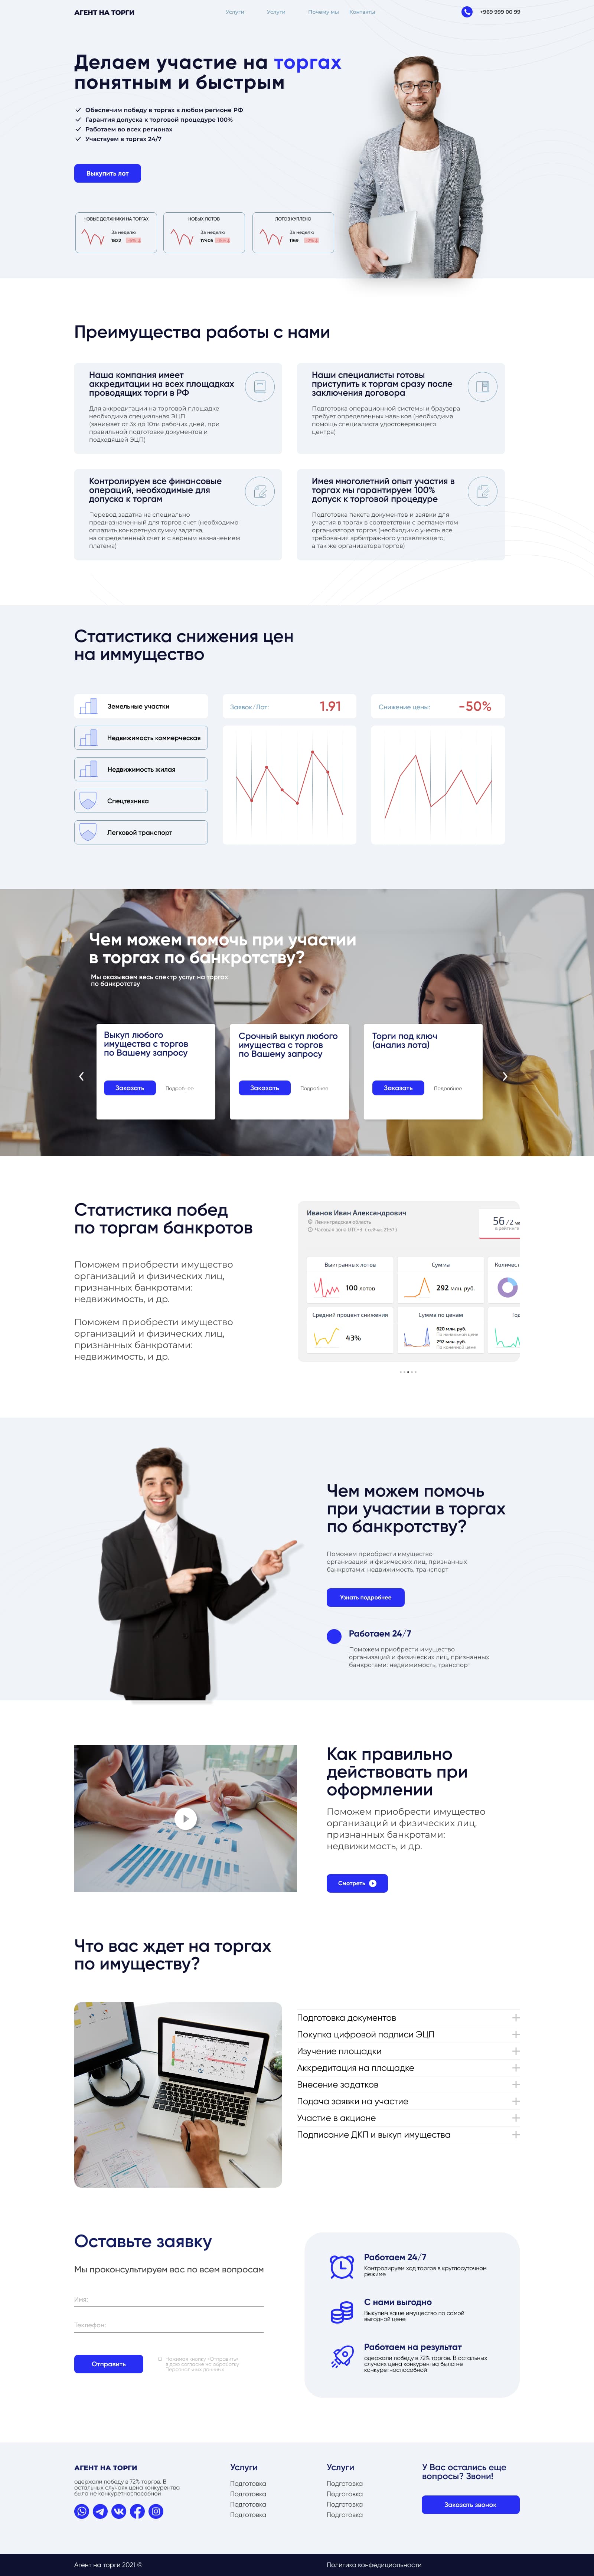 АГЕНТ НА ТОРГИ
Услуги
Услуги
Почему мы
Контакты
+969 999 00 99
Делаем участие на торгах
понятным и быстрым
Обеспечим победу в торгах в любом регионе РФ
Гарантия допуска к торговой процедуре 100%
Работаем во всех регионах
Участвуем в торгах 24/7
Выкупить лот
НОВЫЕ ДОЛЖНИКИ НА ТОРГАХ
За неделю
1622
НОВЫХ ЛОТОВ
За неделю
17405
ЛОТОВ КУПЛЕНО
За неделю
1169
Преимущества работы с нами
Наша компания имеет
аккредитации на всех площадках
проводящих торги в РФ
Для аккредитации на торговой площадке
необходима специальная ЭЦП
(занимает от 3х до 10ти рабочих дней, при
правильной подготовке документов и
подходящей ЭЦП)
Наши специалисты готовы
приступить к торгам сразу после
заключения договора
Подготовка операционной системы и браузера
требует определенных навыков (необходима
помощь специалиста удостоверяющего
центра)
Контролируем все финансовые
операций, необходимые для
допуска к торгам
Перевод задатка на специально
предназначенный для торгов счет (необходимо
оплатить конкретную сумму задатка,
на определенный счет и с верным назначением
платежа)
Имея многолетний опыт участия в
торгах мы гарантируем 100%
допуск к торговой процедуре
Подготовка пакета документов и заявки для
участия в торгах в соответствии с регламентом
организатора торгов (необходимо учесть все
требования арбитражного управляющего,
а так же организатора торгов)
Статистика снижения цен
на иммущество
Земельные участки
Недвижимость коммерческая
Недвижимость жилая
Спецтехника
Легковой транспорт
Заявок/Лот:
1.91
Снижение цены:
-50%
Чем можем помочь при участии
в торгах по банкротству?
Мы оказываем весь спектр услуг на торгах
по банкротству
Выкуп любого
имущества с торгов
по Вашему запросу
Заказать
Подробнее
Срочный выкуп любого
имущества с торгов
по Вашему запросу
Заказать
Подробнее
Торги под ключ
(анализ лота)
Заказать
Подробнее
Статистика побед
по торгам банкротов
Поможем приобрести имущество
организаций и физических лиц,
признанных банкротами:
недвижимость, и др.
Поможем приобрести имущество
организаций и физических лиц,
признанных банкротами:
недвижимость, и др.
Иванов Иван Александрович
Ленинградская область
Часовая зона UTC+3 ( сейчас 21:57 )
56 /2
в рейтинге
Выигранных лотов
100 лотов
Сумма
292 млн. руб.
Количест
Средний процент снижения
43%
Сумма по ценам
620 млн. руб.
По начальной цене
292 млн. руб.
По конечной цене
Го
Чем можем помочь
при участии в торгах
по банкротству?
Поможем приобрести имущество
организаций и физических лиц, признанных
банкротами: недвижимость, транспорт
Узнать подробнее
Работаем 24/7
Поможем приобрести имущество
организаций и физических лиц, признанных
банкротами: недвижимость, транспорт
Как правильно
действовать при
оформлении
Поможем приобрести имущество
организаций и физических лиц,
признанных банкротами:
недвижимость, и др.
Смотреть
Что вас ждет на торгах
по имуществу?
Подготовка документов
Покупка цифровой подписи ЭЦП
Изучение площадки
Аккредитация на площадке
Внесение задатков
Подача заявки на участие
Участие в акционе
Подписание ДКП и выкуп имущества
Оставьте заявку
Мы проконсультируем вас по всем вопросам
Имя:
Телефон:
Отправить
Нажимая кнопку «Отправить»
я даю согласие на обработку
Персональных данных
Работаем 24/7
Контролируем ход торгов в круглосуточном
режиме
С нами выгодно
Выкупим ваше имущество по самой
выгодной цене
Работаем на результат
одержали победу в 72% торгов. В остальных
случаях цена конкурента была не
конкурентноспособной
АГЕНТ НА ТОРГИ
одержали победу в 72% торгов. В
остальных случаях цена конкурентва
была не конкурентноспособной
Услуги
Подготовка
Подготовка
Подготовка
Подготовка
Услуги
Подготовка
Подготовка
Подготовка
Подготовка
У Вас остались еще
вопросы? Звони!
Заказать звонок
Агент на торги 2021 ©
Политика конфедициальности